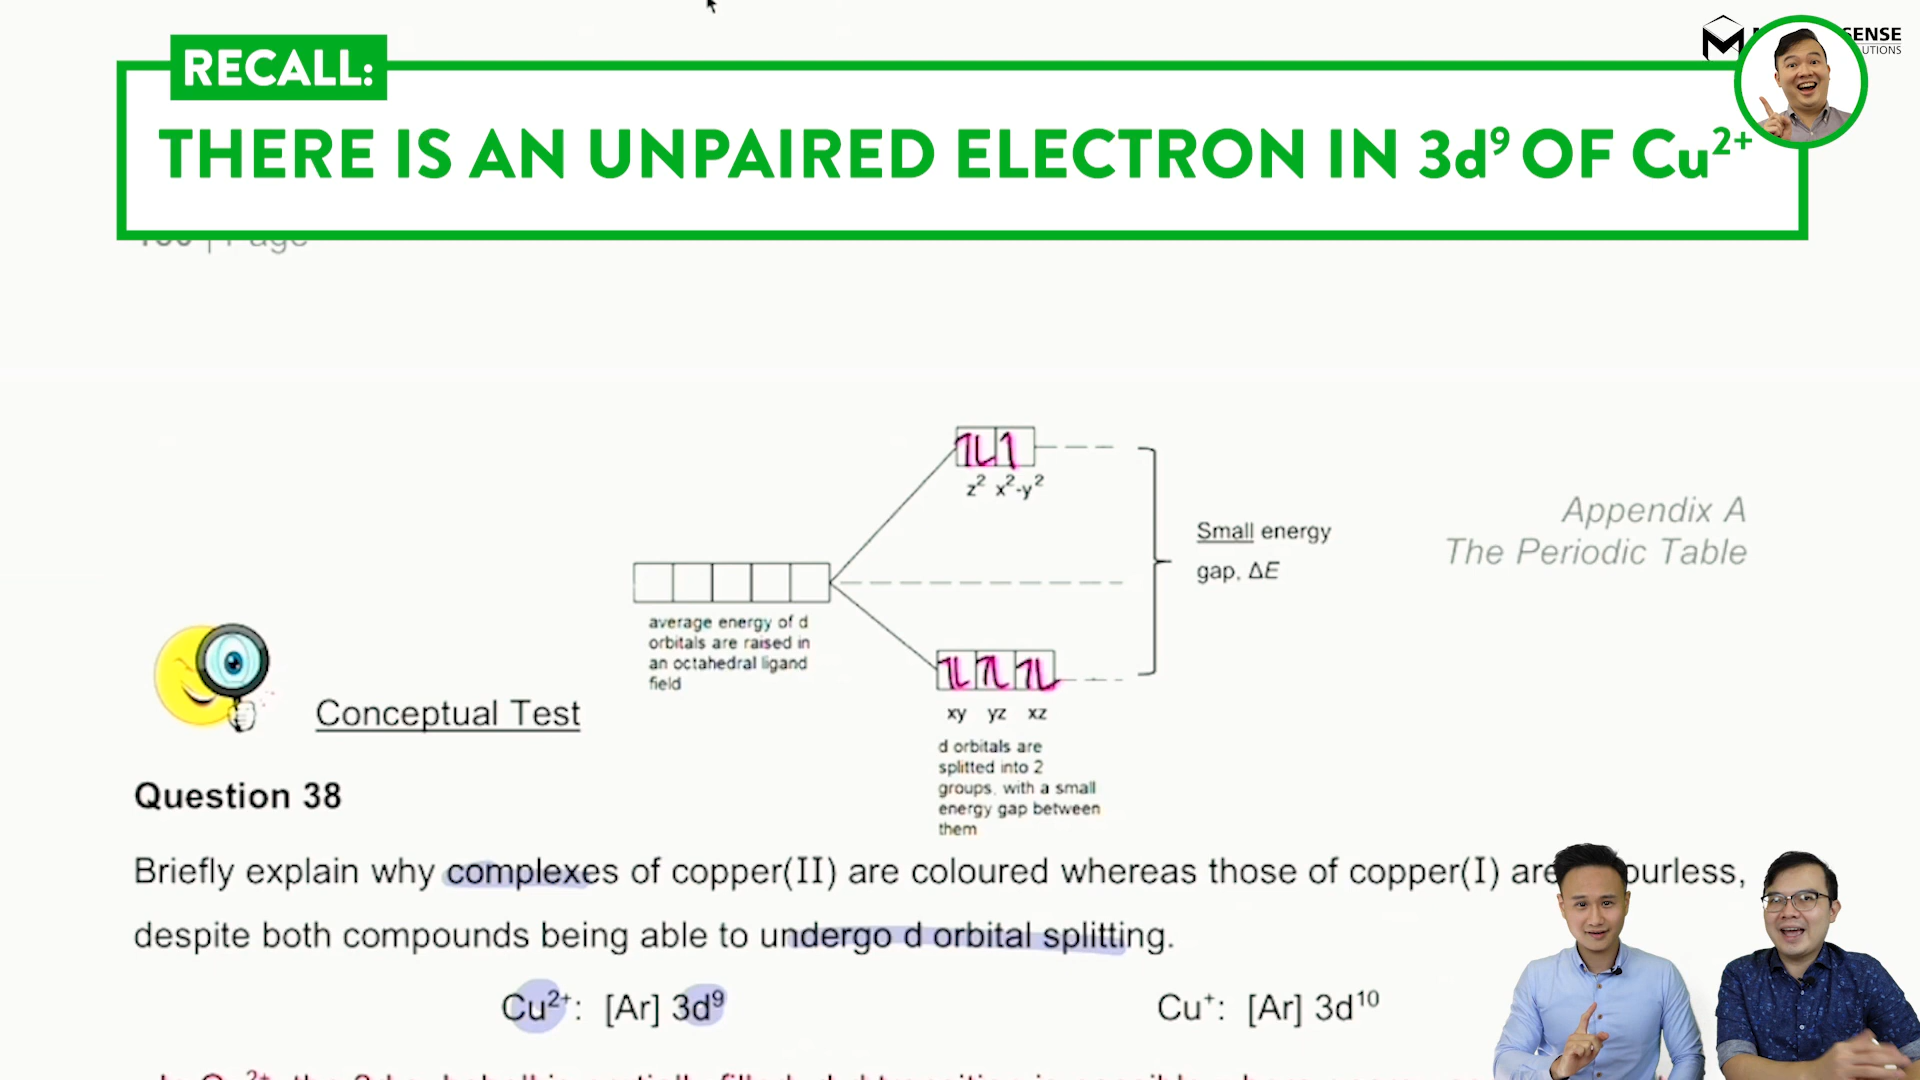 RECALL:
THERE IS AN UNPAIRED ELECTRON IN 3d⁹ OF Cu²⁺
SENSE
UTIONS
| Page
z² x²-y²
Small energy
gap, ΔE
Appendix A
The Periodic Table
average energy of d
orbitals are raised in
an octahedral ligand
field
xy yz xz
d orbitals are
splitted into 2
groups, with a small
energy gap between
them
Conceptual Test
Question 38
Briefly explain why complexes of copper(II) are coloured whereas those of copper(I) are ourless,
despite both compounds being able to undergo d orbital splitting.
Cu²⁺: [Ar] 3d⁹
Cu⁺: [Ar] 3d¹⁰